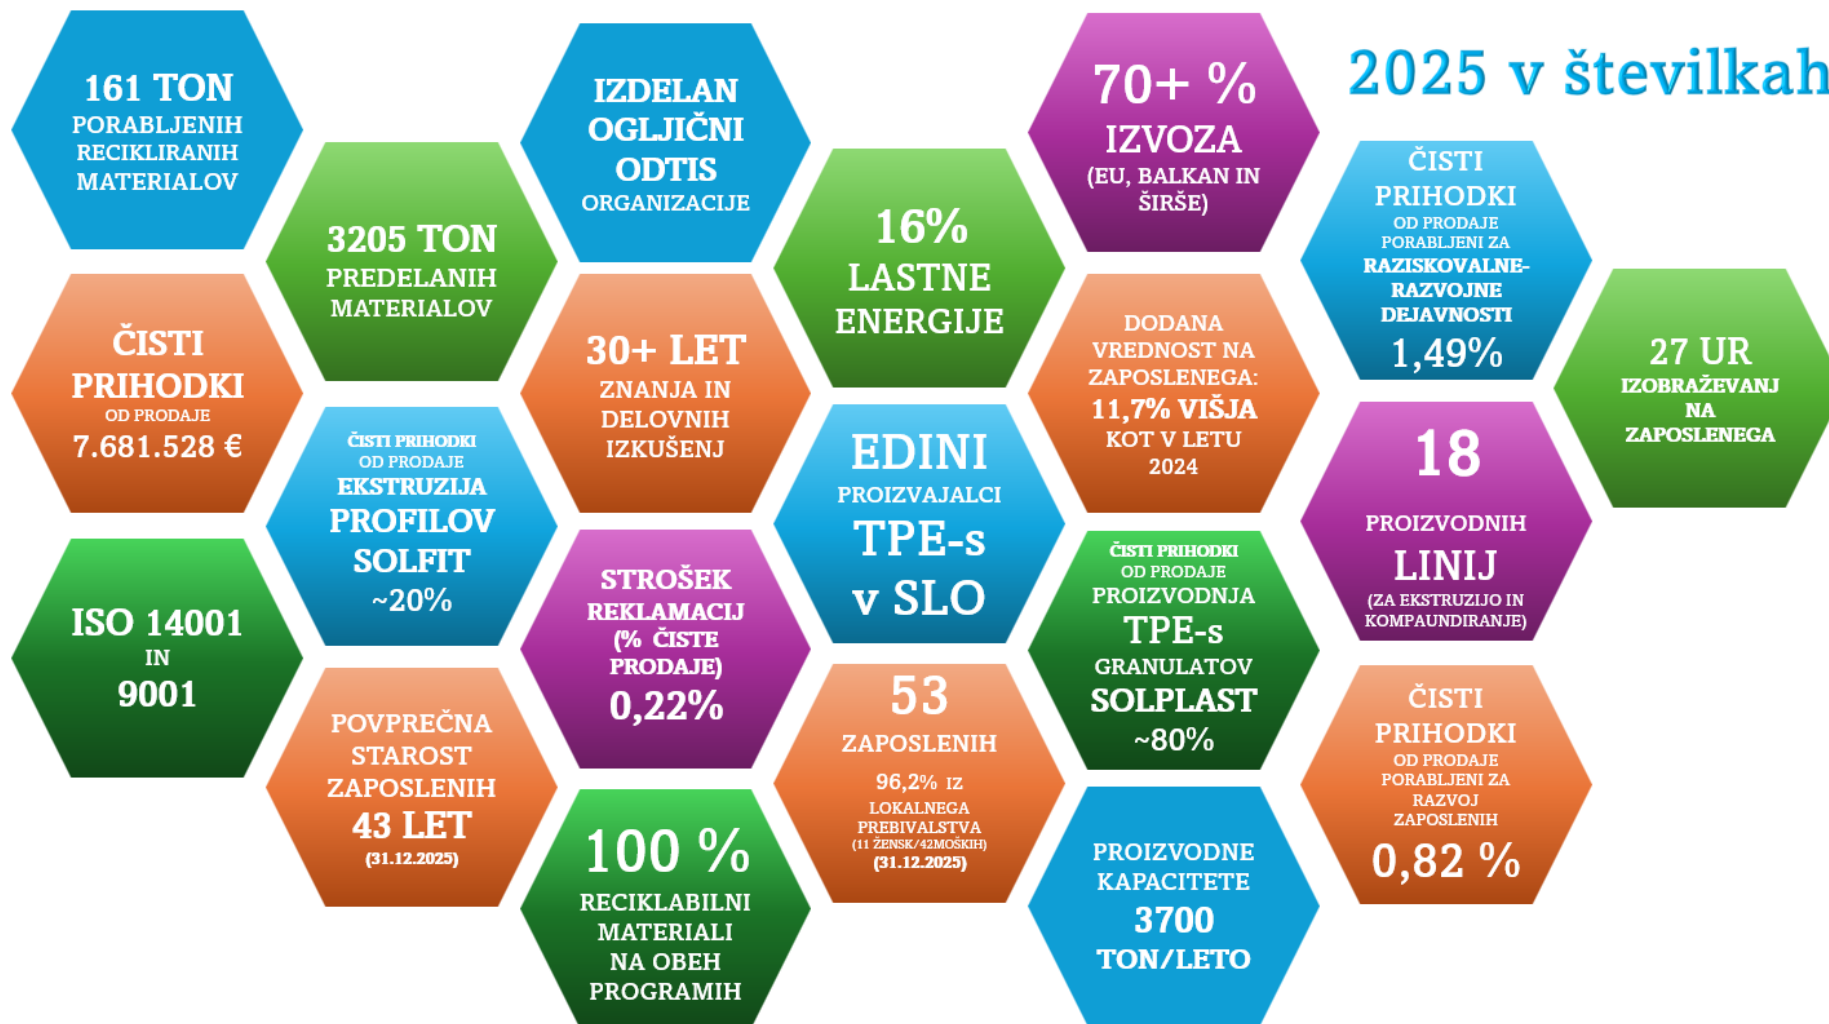 2025 v številkah
161 TON
PORABLJENIH
RECIKLIRANIH
MATERIALOV
IZDELAN
OGLJIČNI
ODTIS
ORGANIZACIJE
70+ %
IZVOZA
(EU, BALKAN IN
ŠIRŠE)
3205 TON
PREDELANIH
MATERIALOV
16%
LASTNE
ENERGIJE
ČISTI
PRIHODKI
OD PRODAJE
PORABLJENI ZA
RAZISKOVALNE-
RAZVOJNE
DEJAVNOSTI
1,49%
ČISTI
PRIHODKI
OD PRODAJE
7.681.528 €
30+ LET
ZNANJA IN
DELOVNIH
IZKUŠENJ
DODANA
VREDNOST NA
ZAPOSLENEGA:
11,7% VIŠJA
KOT V LETU
2024
27 UR
IZOBRAŽEVANJ
NA
ZAPOSLENEGA
ČISTI PRIHODKI
OD PRODAJE
EKSTRUZIJA
PROFILOV
SOLFIT
~20%
EDINI
PROIZVAJALCI
TPE-s
v SLO
18
PROIZVODNIH
LINIJ
(ZA EKSTRUZIJO IN
KOMPAUNDIRANJE)
ISO 14001
IN
9001
STROŠEK
REKLAMACIJ
(% ČISTE
PRODAJE)
0,22%
ČISTI PRIHODKI
OD PRODAJE
PROIZVODNJA
TPE-s
GRANULATOV
SOLPLAST
~80%
POVPREČNA
STAROST
ZAPOSLENIH
43 LET
(31.12.2025)
53
ZAPOSLENIH
96,2% IZ
LOKALNEGA
PREBIVALSTVA
(11 ŽENSK/42MOŠKIH)
(31.12.2025)
ČISTI
PRIHODKI
OD PRODAJE
PORABLJENI ZA
RAZVOJ
ZAPOSLENIH
0,82 %
100 %
RECIKLABILNI
MATERIALI
NA OBEH
PROGRAMIH
PROIZVODNE
KAPACITETE
3700
TON/LETO